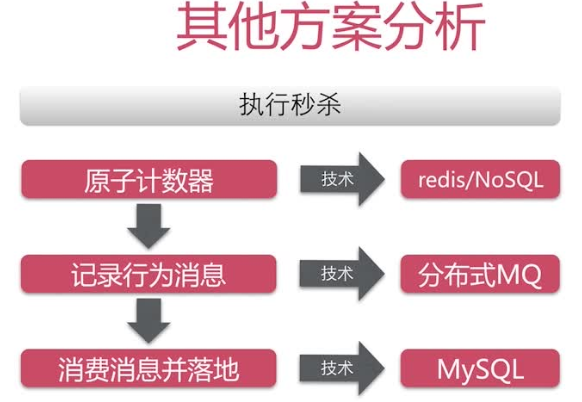 其他方案分析
执行秒杀
原子计数器 技术 redis/NoSQL
记录行为消息 技术 分布式MQ
消费消息并落地 技术 MySQL